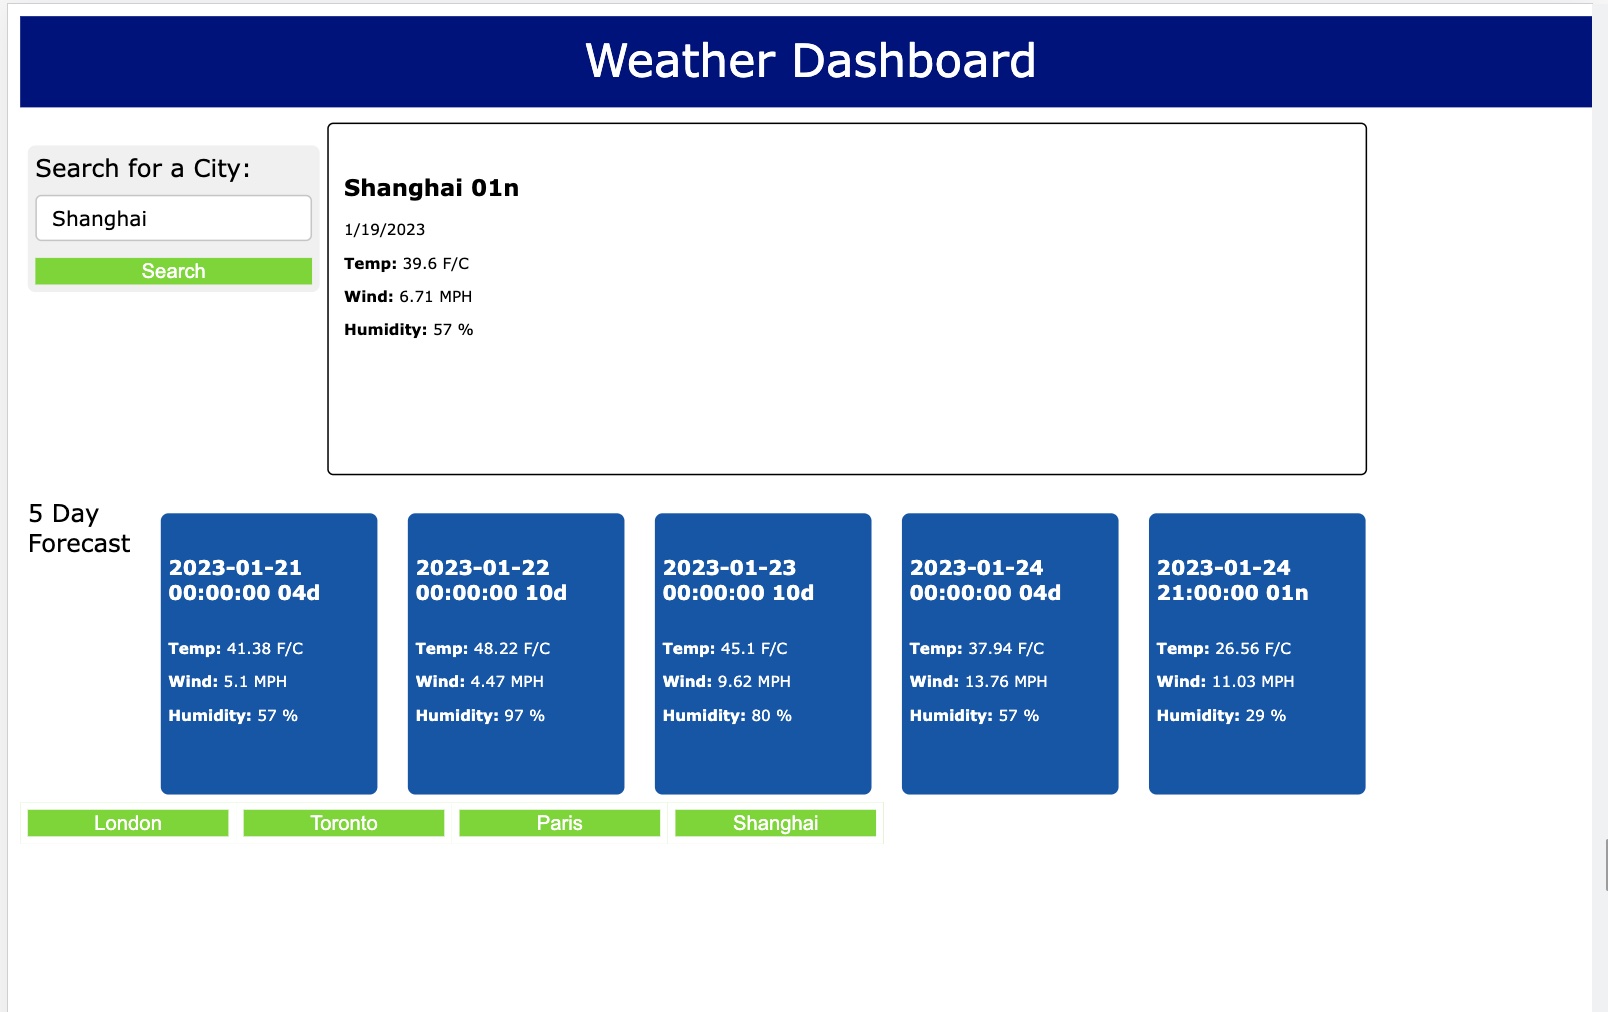 Weather Dashboard
Search for a City:
Shanghai
Search
Shanghai 01n
1/19/2023
Temp: 39.6 F/C
Wind: 6.71 MPH
Humidity: 57 %
5 Day
Forecast
2023-01-21
00:00:00 04d
Temp: 41.38 F/C
Wind: 5.1 MPH
Humidity: 57 %
2023-01-22
00:00:00 10d
Temp: 48.22 F/C
Wind: 4.47 MPH
Humidity: 97 %
2023-01-23
00:00:00 10d
Temp: 45.1 F/C
Wind: 9.62 MPH
Humidity: 80 %
2023-01-24
00:00:00 04d
Temp: 37.94 F/C
Wind: 13.76 MPH
Humidity: 57 %
2023-01-24
21:00:00 01n
Temp: 26.56 F/C
Wind: 11.03 MPH
Humidity: 29 %
London
Toronto
Paris
Shanghai